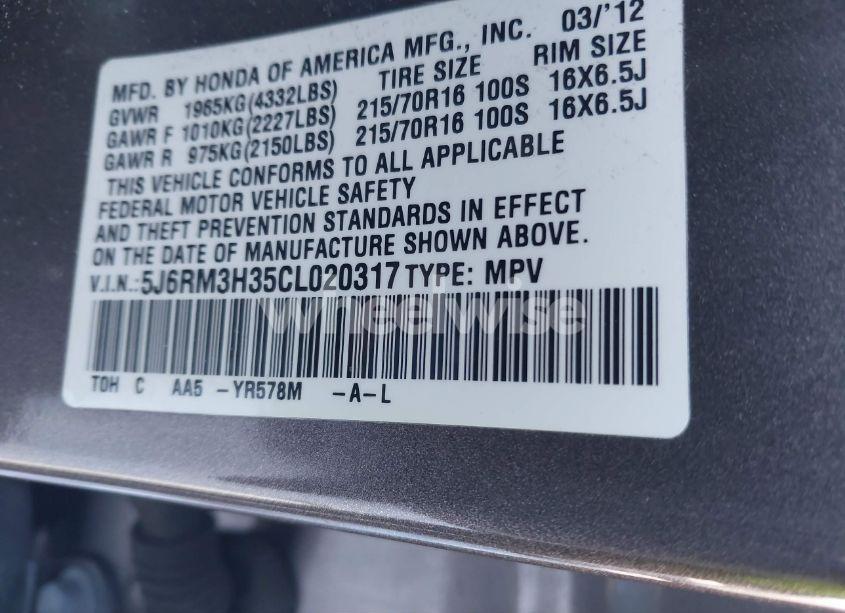 MFD. BY HONDA OF AMERICA MFG., INC. 03/'12
GVWR 1965KG(4332LBS) TIRE SIZE RIM SIZE
GAWR F 1010KG(2227LBS) 215/70R16 100S 16X6.5J
GAWR R 975KG(2150LBS) 215/70R16 100S 16X6.5J
THIS VEHICLE CONFORMS TO ALL APPLICABLE
FEDERAL MOTOR VEHICLE SAFETY
AND THEFT PREVENTION STANDARDS IN EFFECT
ON THE DATE OF MANUFACTURE SHOWN ABOVE.
V.I.N.:5J6RM3H35CL020317 TYPE: MPV
wheelwise
TOH C AA5 -YR578M -A-L